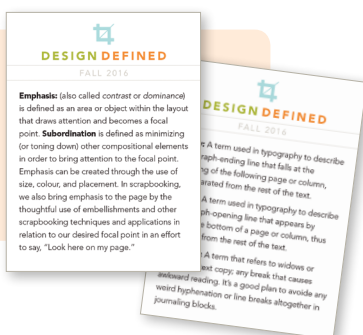 DESIGN DEFINED
FALL 2016
Emphasis: (also called contrast or dominance)
is defined as an area or object within the layout
that draws attention and becomes a focal
point. Subordination is defined as minimizing
(or toning down) other compositional elements
in order to bring attention to the focal point.
Emphasis can be created through the use of
size, colour, and placement. In scrapbooking,
we also bring emphasis to the page by the
thoughtful use of embellishments and other
scrapbooking techniques and applications in
relation to our desired focal point in an effort
to say, "Look here on my page."
DESIGN DEFINED
FALL 2016
A term used in typography to describe
raph-ending line that falls at the
ng of the following page or column,
arated from the rest of the text.
A term used in typography to describe
ph-opening line that appears by
e bottom of a page or column, thus
from the rest of the text.
A term that refers to widows or
ext copy; any break that causes
awkward reading. It's a good plan to avoid any
weird hyphenation or line breaks altogether in
journaling blocks.